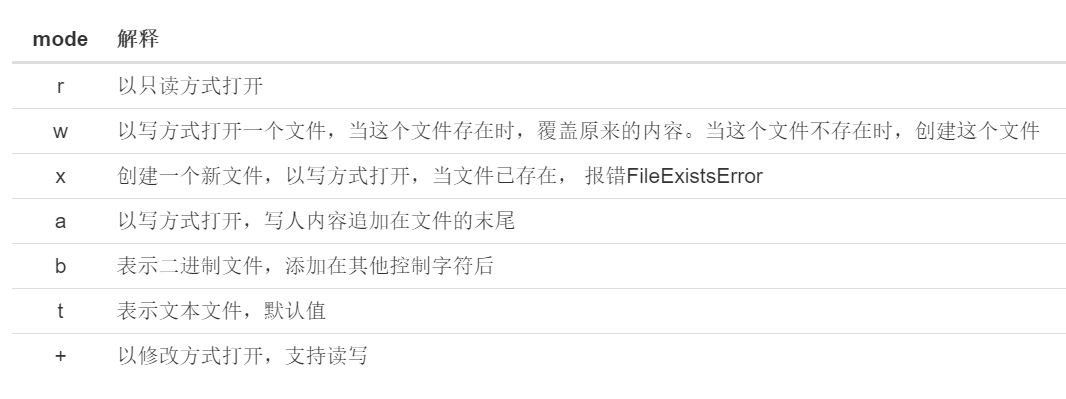 mode 解释
r 以只读方式打开
w 以写方式打开一个文件，当这个文件存在时，覆盖原来的内容。当这个文件不存在时，创建这个文件
x 创建一个新文件，以写方式打开，当文件已存在， 报错FileExistsError
a 以写方式打开，写人内容追加在文件的末尾
b 表示二进制文件，添加在其他控制字符后
t 表示文本文件，默认值
+ 以修改方式打开，支持读写